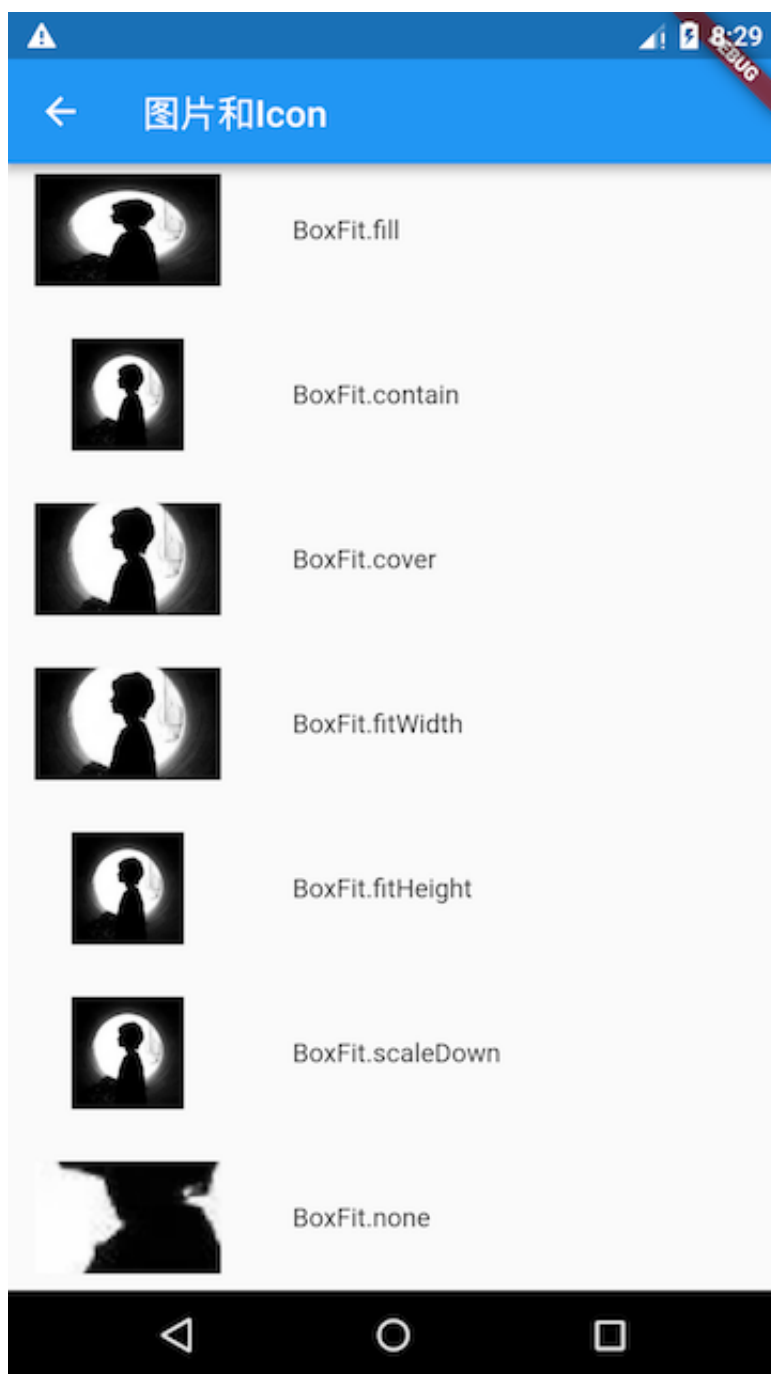 8:29
DEBUG
图片和Icon
BoxFit.fill
BoxFit.contain
BoxFit.cover
BoxFit.fitWidth
BoxFit.fitHeight
BoxFit.scaleDown
BoxFit.none